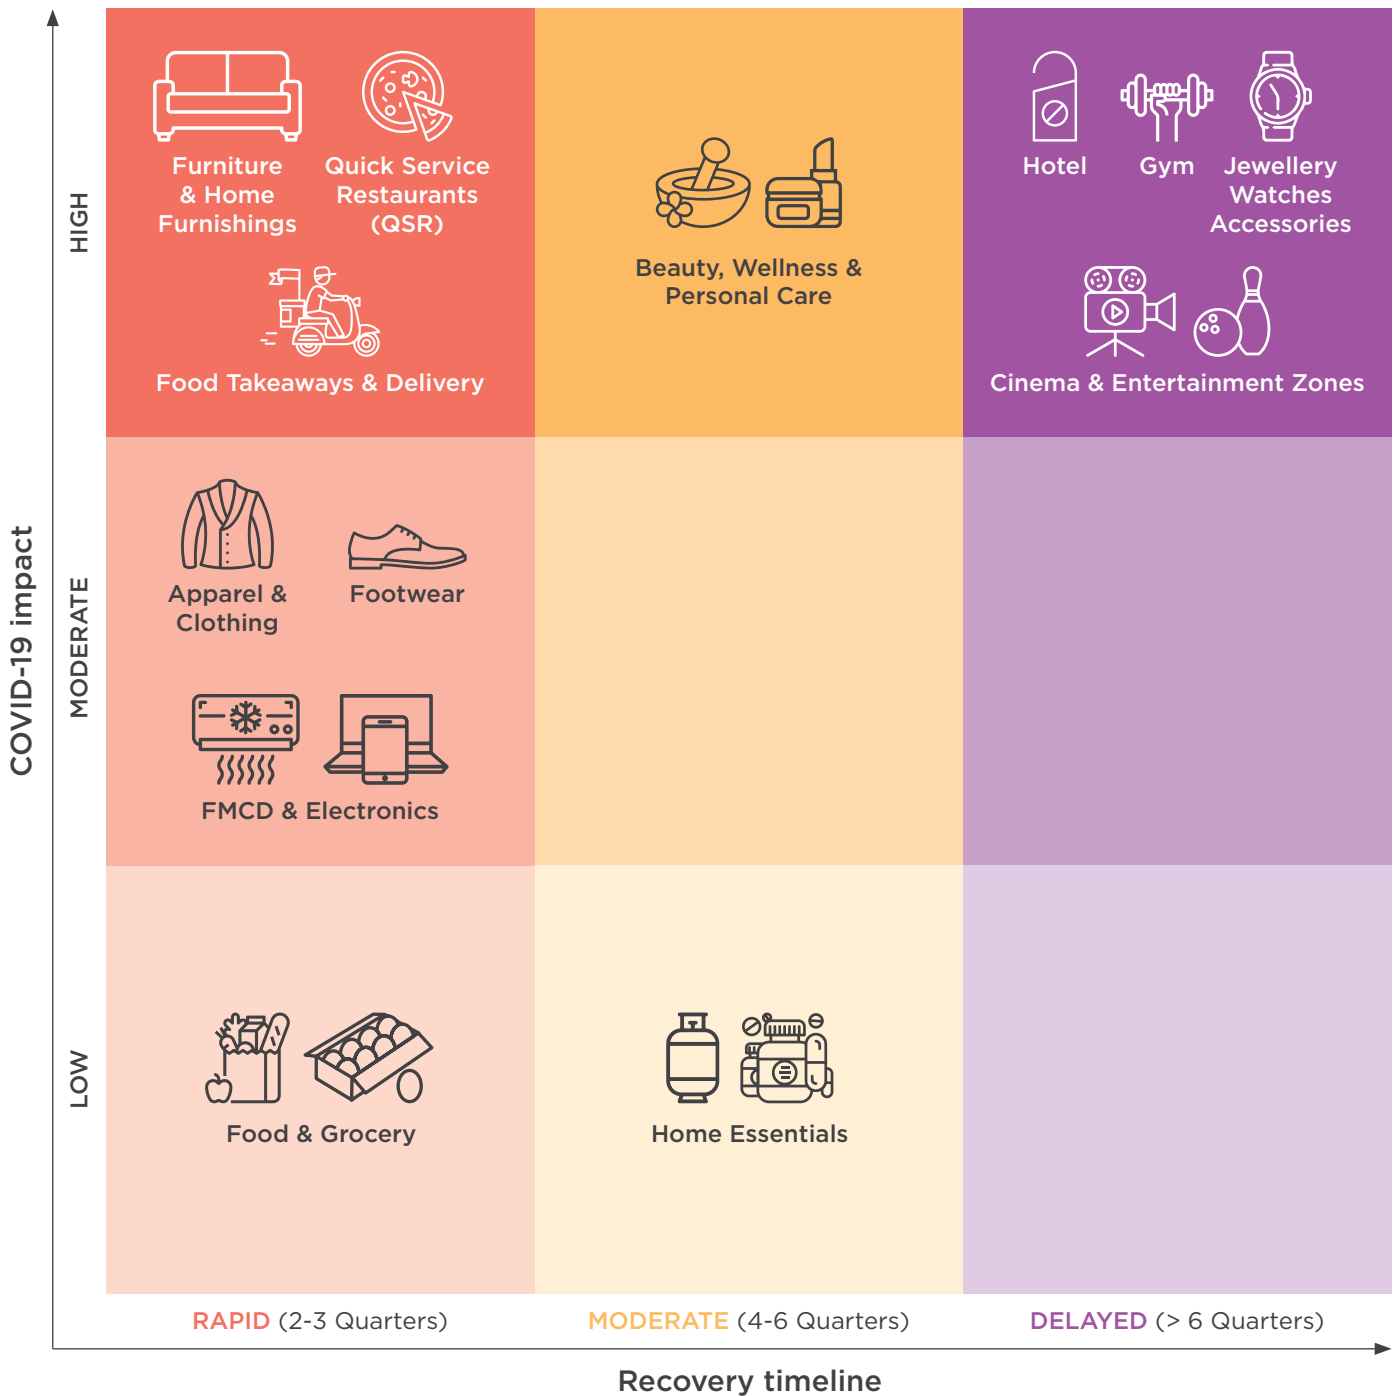 COVID-19 impact
HIGH
Furniture
& Home
Furnishings
Quick Service
Restaurants
(QSR)
Food Takeaways & Delivery
Beauty, Wellness &
Personal Care
Hotel
Gym
Jewellery
Watches
Accessories
Cinema & Entertainment Zones
MODERATE
Apparel &
Clothing
Footwear
FMCD & Electronics
LOW
Food & Grocery
Home Essentials
RAPID (2-3 Quarters)
MODERATE (4-6 Quarters)
DELAYED (> 6 Quarters)
Recovery timeline